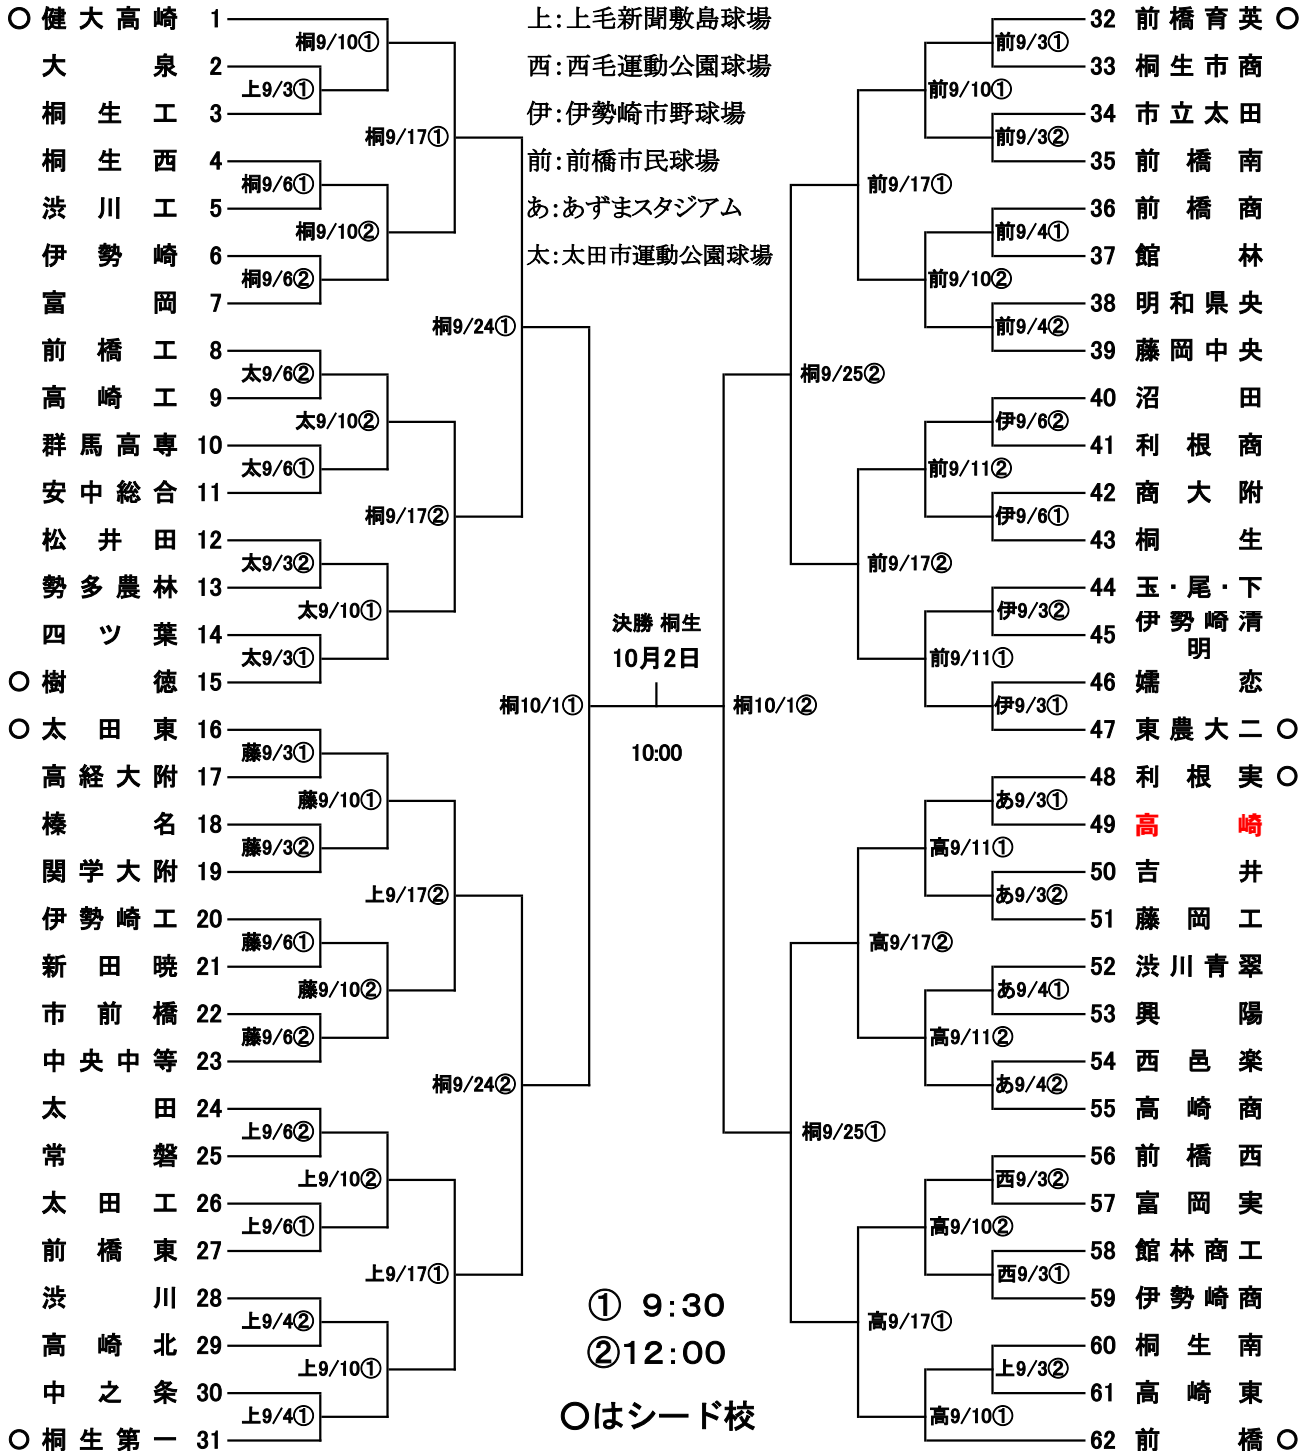 ○ 健大高崎 1
大泉 2
桐生工 3
桐生西 4
渋川工 5
伊勢崎 6
富岡 7
前橋工 8
高崎工 9
群馬高専 10
安中総合 11
松井田 12
勢多農林 13
四ツ葉 14
○ 樹徳 15
○ 太田東 16
高経大附 17
榛名 18
関学大附 19
伊勢崎工 20
新田暁 21
市前橋 22
中央中等 23
太田 24
常磐 25
太田工 26
前橋東 27
渋川 28
高崎北 29
中之条 30
○ 桐生第一 31
上9/3①
桐9/6①
桐9/6②
太9/6②
太9/6①
太9/3②
太9/3①
藤9/3①
藤9/3②
藤9/6①
藤9/6②
上9/6②
上9/6①
上9/4②
上9/4①
桐9/10①
桐9/10②
太9/10②
太9/10①
藤9/10①
藤9/10②
上9/10②
上9/10①
桐9/17①
桐9/17②
上9/17②
上9/17①
桐9/24①
桐9/24②
桐10/1①
上:上毛新聞敷島球場
西:西毛運動公園球場
伊:伊勢崎市野球場
前:前橋市民球場
あ:あずまスタジアム
太:太田市運動公園球場
決勝 桐生
10月2日
10:00
① 9:30
②12:00
○はシード校
桐10/1②
桐9/25②
桐9/25①
前9/17①
前9/17②
高9/17②
高9/17①
前9/10①
前9/10②
前9/11②
前9/11①
高9/11①
高9/11②
高9/10②
高9/10①
前9/3①
前9/3②
前9/4①
前9/4②
伊9/6②
伊9/6①
伊9/3②
伊9/3①
あ9/3①
あ9/3②
あ9/4①
あ9/4②
西9/3②
西9/3①
上9/3②
32 前橋育英 ○
33 桐生市商
34 市立太田
35 前橋南
36 前橋商
37 館林
38 明和県央
39 藤岡中央
40 沼田
41 利根商
42 商大附
43 桐生
44 玉・尾・下
45 伊勢崎清
明
46 嬬恋
47 東農大二 ○
48 利根実 ○
49 高崎
50 吉井
51 藤岡工
52 渋川青翠
53 興陽
54 西邑楽
55 高崎商
56 前橋西
57 富岡実
58 館林商工
59 伊勢崎商
60 桐生南
61 高崎東
62 前橋 ○